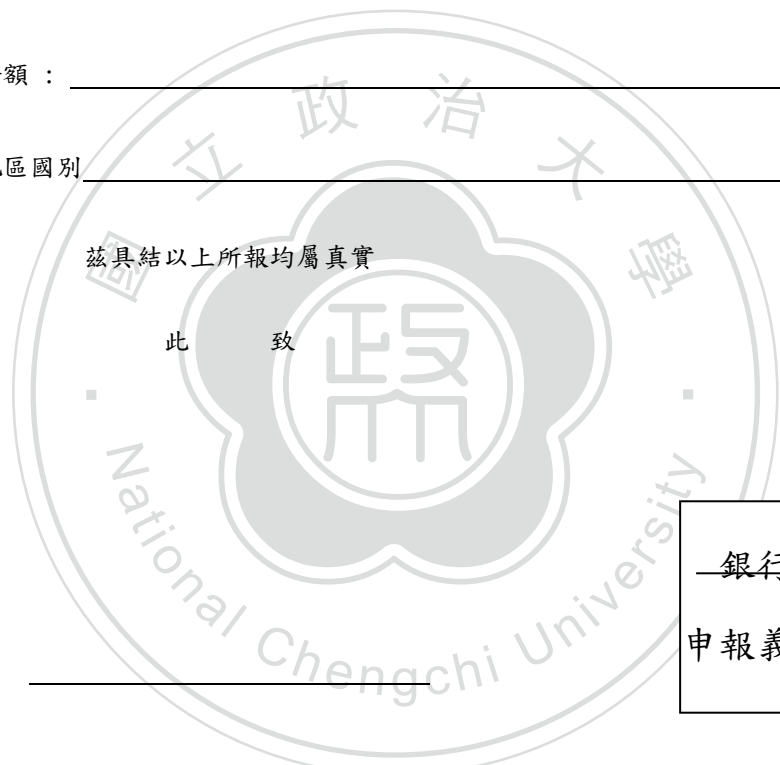 額 :
區國別
茲具結以上所報均屬真實
此 致
國立政治大學
政
National Chengchi University
銀行
申報義